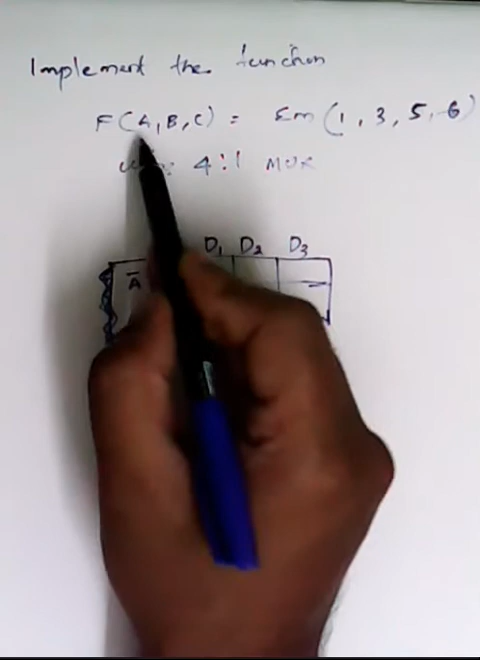 Implement the function
F(A,B,C) = Σm(1, 3, 5, 6)
4:1 MUX
D₁ D₂ D₃
A̅